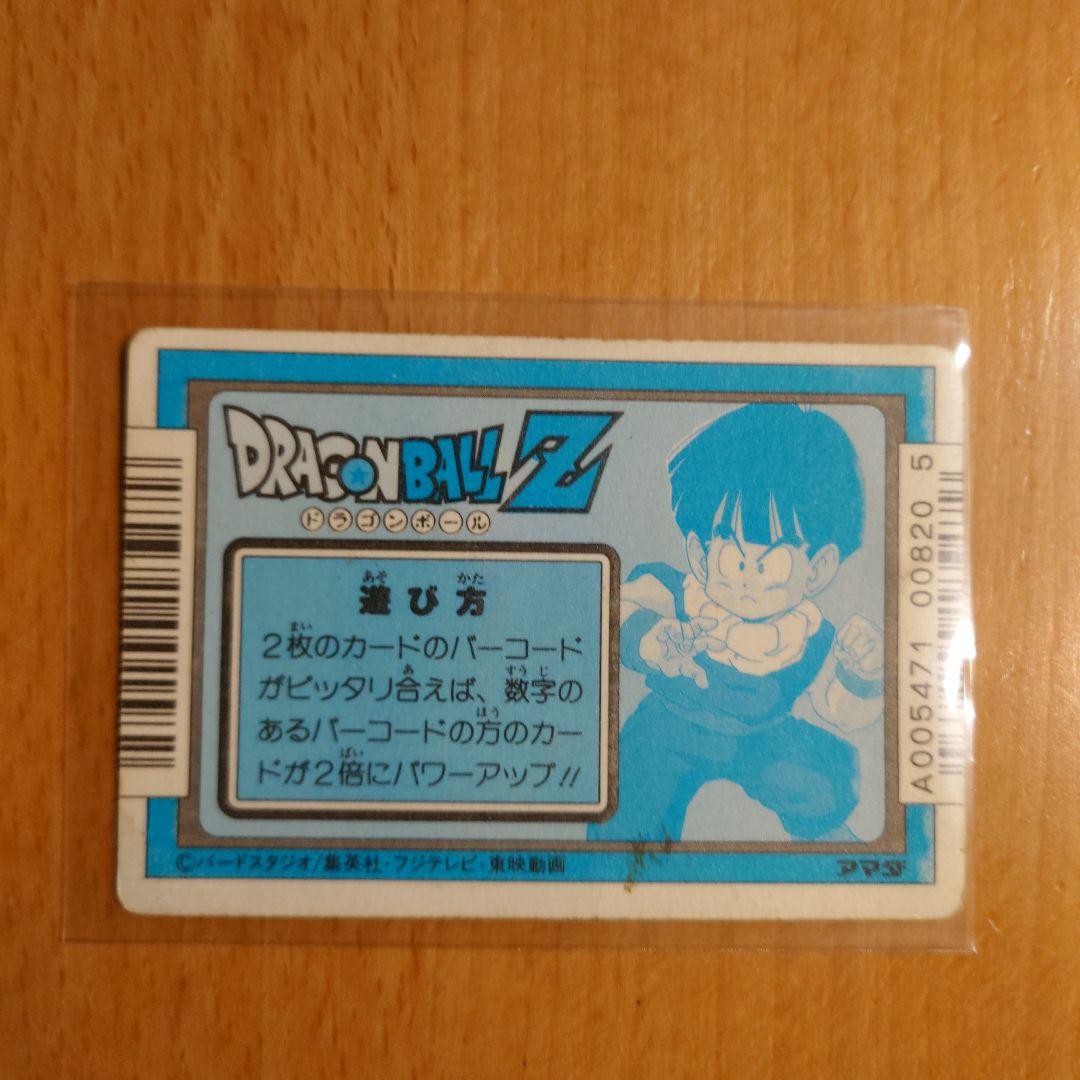 DRAGONBALL Z
ドラゴンボール
遊び方
2枚のカードのバーコード
がピッタリ合えば、数字の
あるバーコードの方のカー
ドが2倍にパワーアップ!!
A005471 00820 5
©バードスタジオ/集英社・フジテレビ・東映動画
アマダ